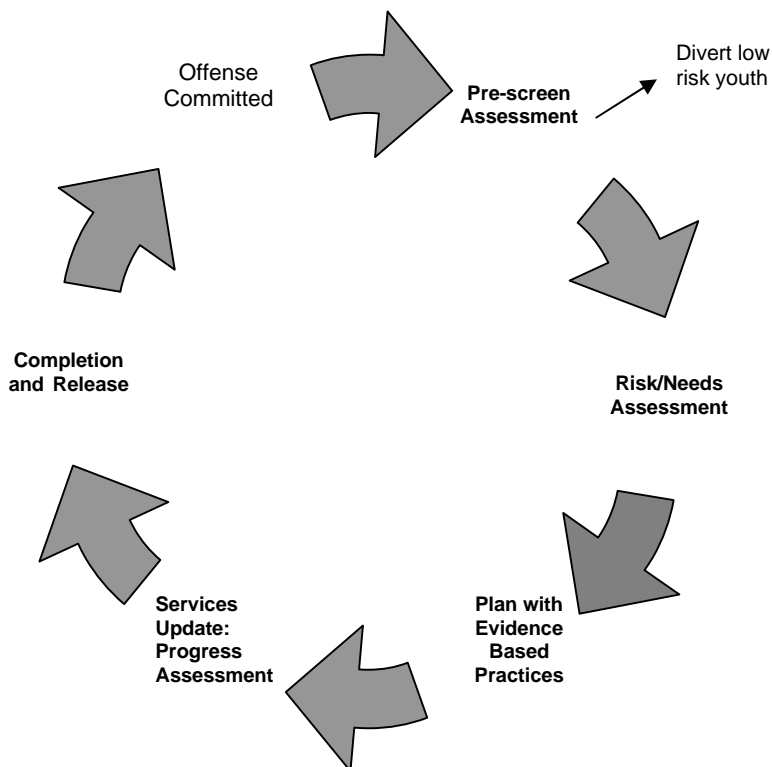 Offense
Committed
Pre-screen
Assessment
Divert low
risk youth
Risk/Needs
Assessment
Plan with
Evidence
Based
Practices
Services
Update:
Progress
Assessment
Completion
and Release